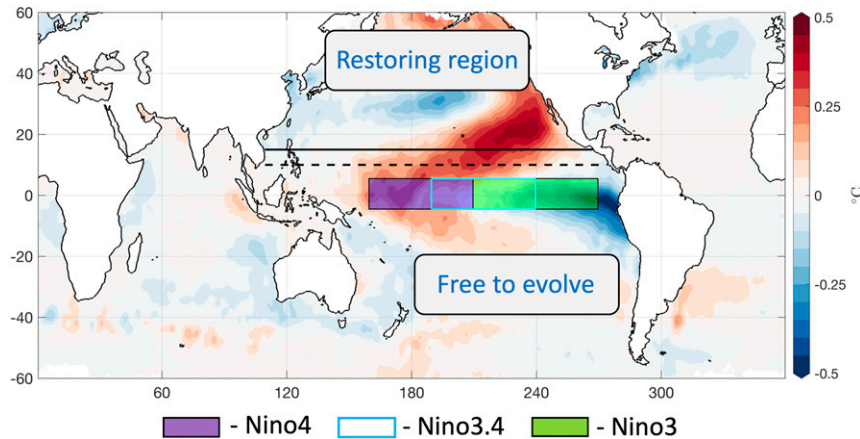 60
40
20
0
-20
-40
-60
60
120
180
240
300
Restoring region
Free to evolve
0.5
0.25
0
-0.25
-0.5
°C
- Nino4
- Nino3.4
- Nino3